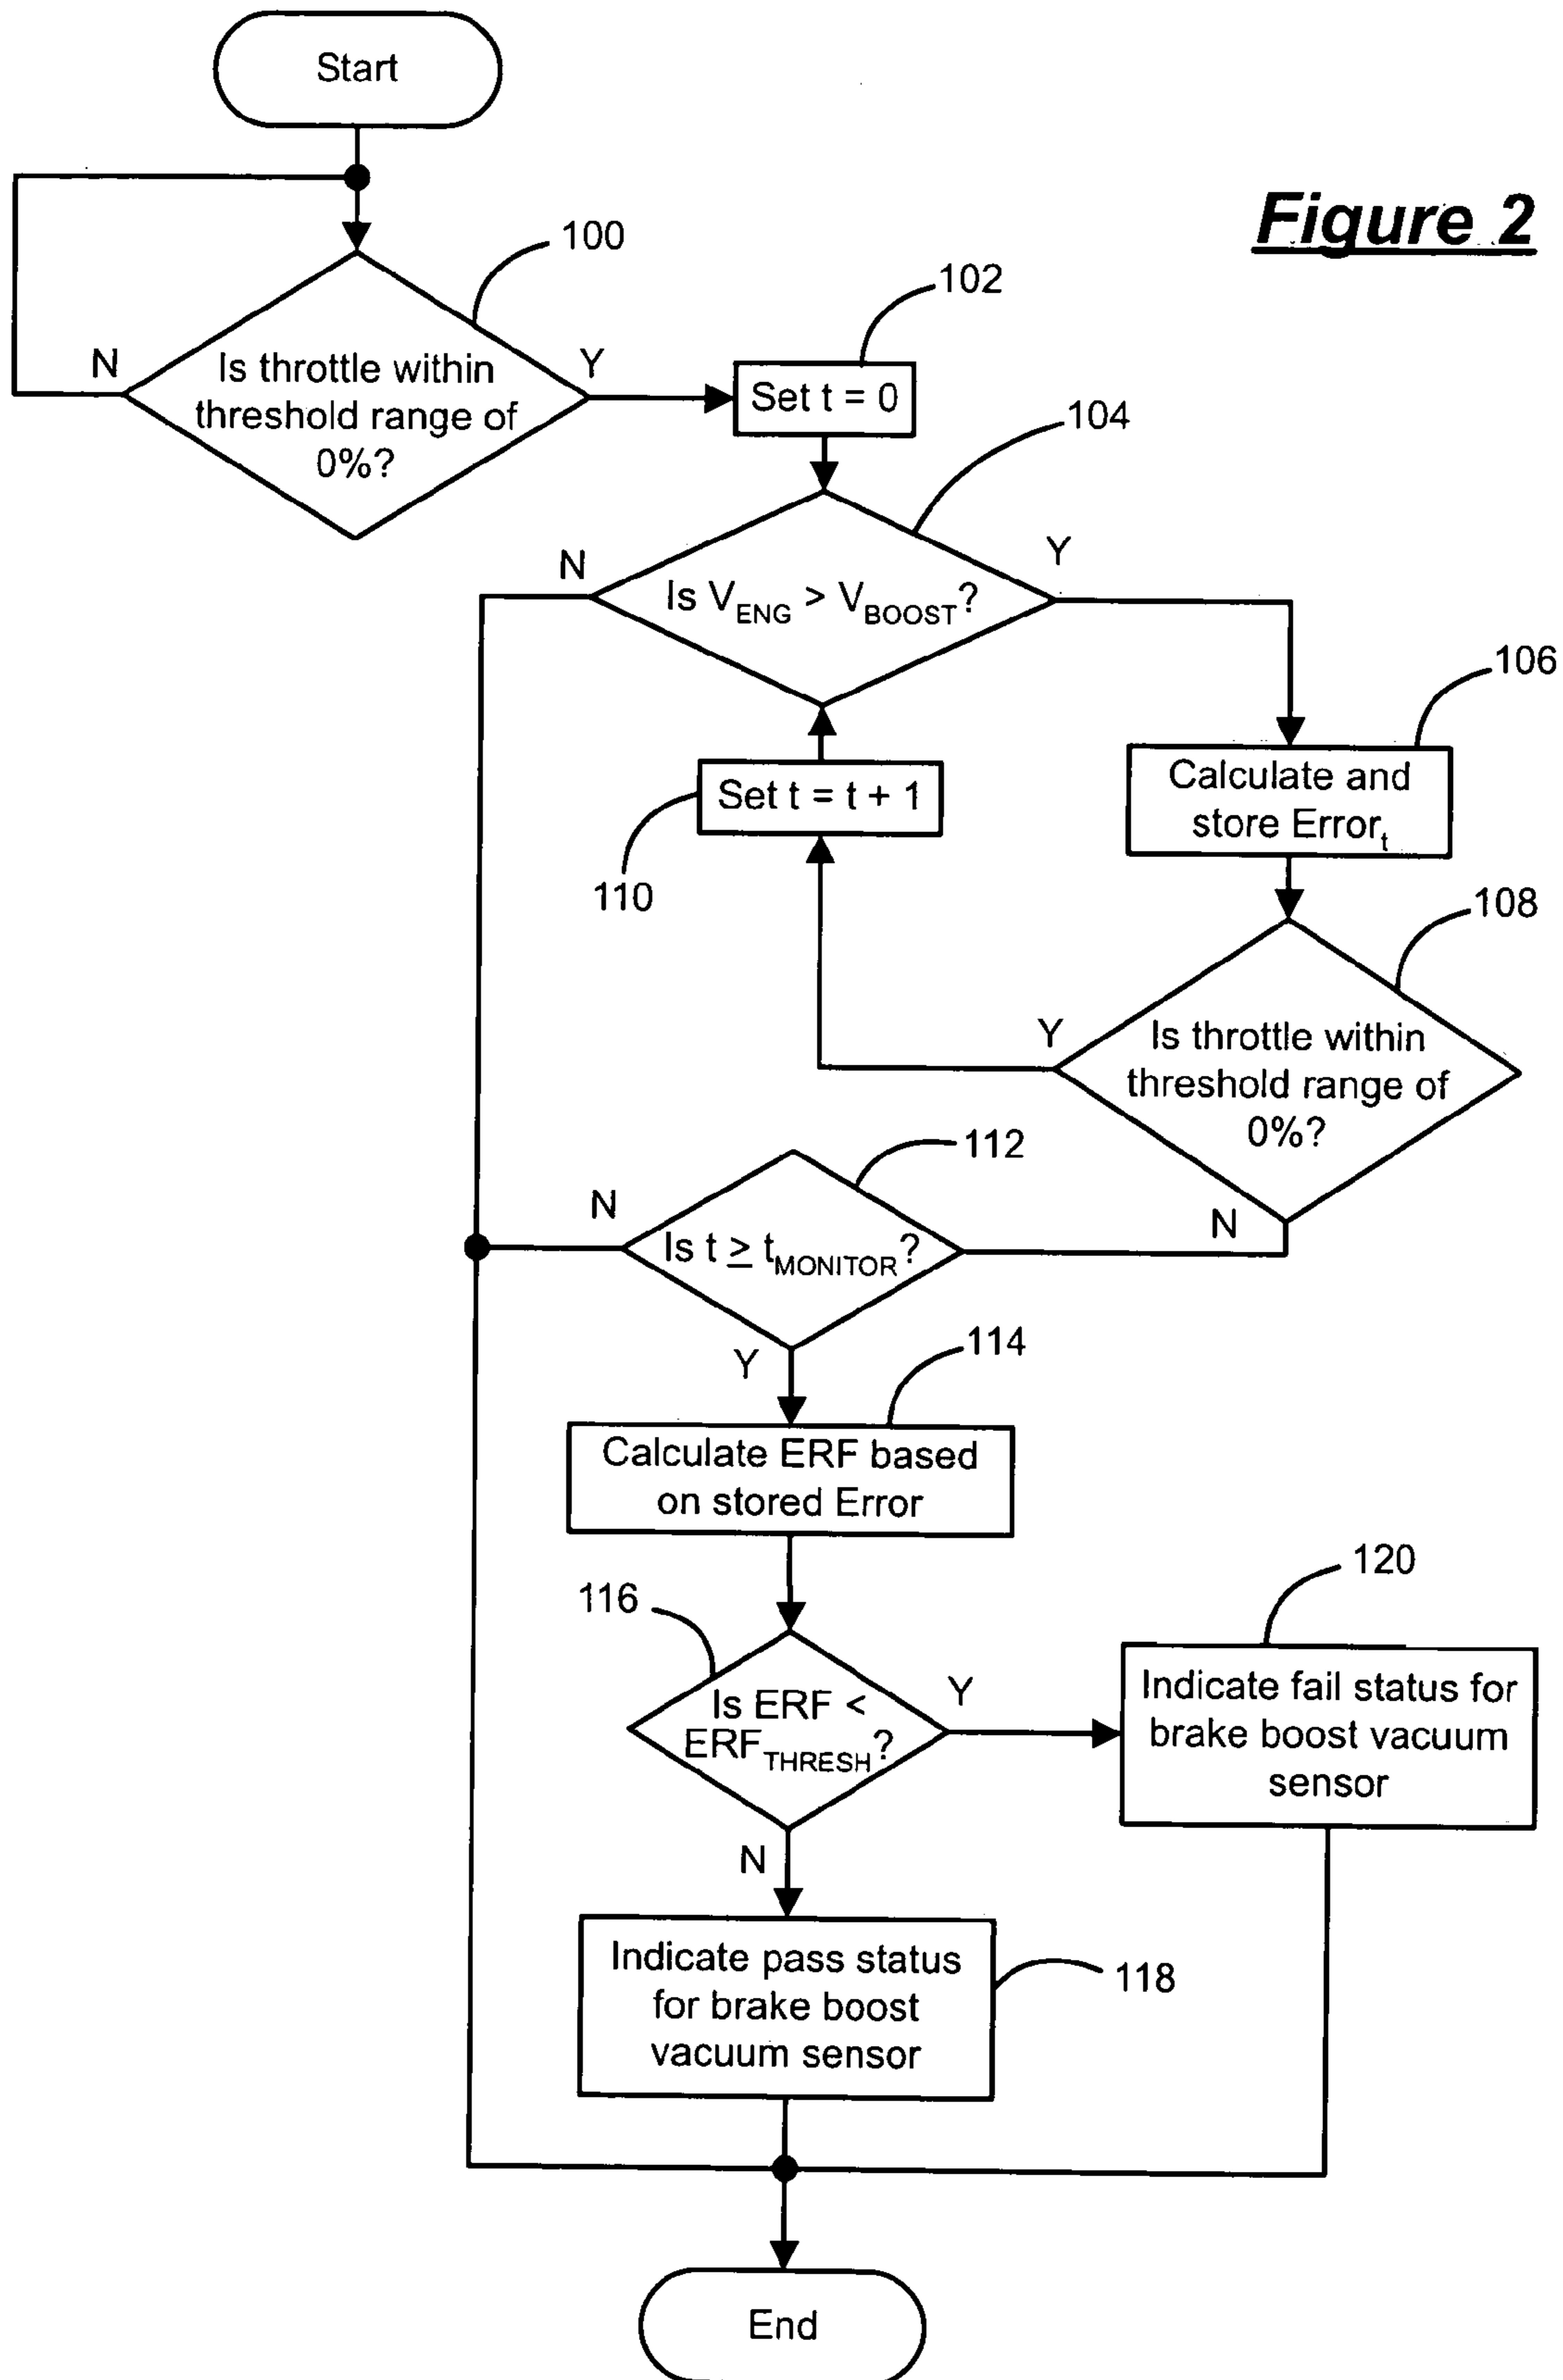 Start
Figure 2
100
102
N
Is throttle within
threshold range of
0%?
Y
Set t = 0
104
N
Is V_ENG > V_BOOST?
Y
106
Set t = t + 1
Calculate and
store Error_t
110
108
Y
Is throttle within
threshold range of
0%?
112
N
Is t ≥ t_MONITOR?
N
114
Y
Calculate ERF based
on stored Error
120
116
Is ERF <
ERF_THRESH?
Y
Indicate fail status for
brake boost vacuum
sensor
N
Indicate pass status
for brake boost
vacuum sensor
118
End